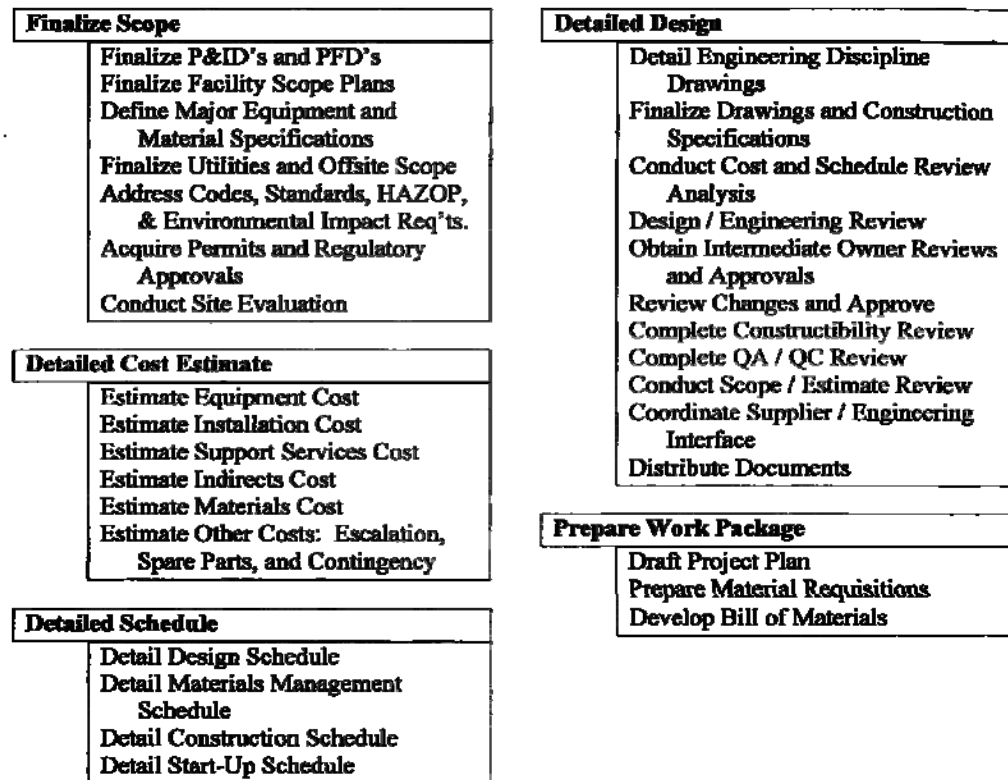 Finalize Scope
Finalize P&ID's and PFD's
Finalize Facility Scope Plans
Define Major Equipment and
Material Specifications
Finalize Utilities and Offsite Scope
Address Codes, Standards, HAZOP,
& Environmental Impact Req'ts.
Acquire Permits and Regulatory
Approvals
Conduct Site Evaluation
Detailed Cost Estimate
Estimate Equipment Cost
Estimate Installation Cost
Estimate Support Services Cost
Estimate Indirects Cost
Estimate Materials Cost
Estimate Other Costs: Escalation,
Spare Parts, and Contingency
Detailed Schedule
Detail Design Schedule
Detail Materials Management
Schedule
Detail Construction Schedule
Detail Start-Up Schedule
Detailed Design
Detail Engineering Discipline
Drawings
Finalize Drawings and Construction
Specifications
Conduct Cost and Schedule Review
Analysis
Design / Engineering Review
Obtain Intermediate Owner Reviews
and Approvals
Review Changes and Approve
Complete Constructibility Review
Complete QA / QC Review
Conduct Scope / Estimate Review
Coordinate Supplier / Engineering
Interface
Distribute Documents
Prepare Work Package
Draft Project Plan
Prepare Material Requisitions
Develop Bill of Materials